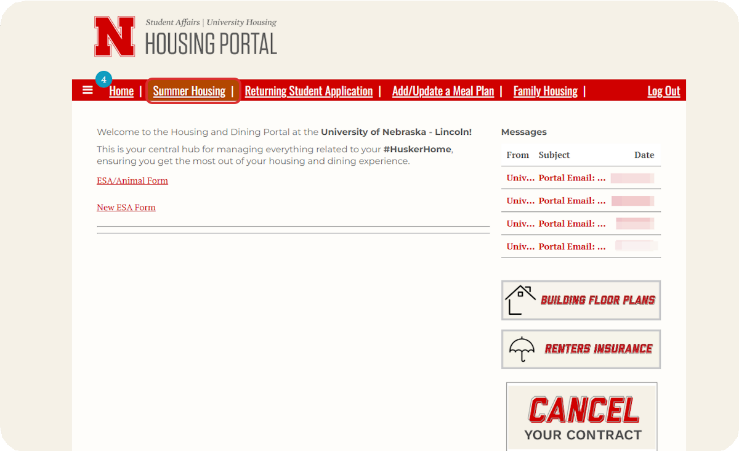 N
Student Affairs | University Housing
HOUSING PORTAL
4
Home | Summer Housing | Returning Student Application | Add/Update a Meal Plan | Family Housing | Log Out
Welcome to the Housing and Dining Portal at the University of Nebraska - Lincoln!
This is your central hub for managing everything related to your #HuskerHome,
ensuring you get the most out of your housing and dining experience.
ESA/Animal Form
New ESA Form
Messages
From Subject Date
Univ... Portal Email: ...
Univ... Portal Email: ...
Univ... Portal Email: ...
Univ... Portal Email: ...
BUILDING FLOOR PLANS
RENTERS INSURANCE
CANCEL
YOUR CONTRACT